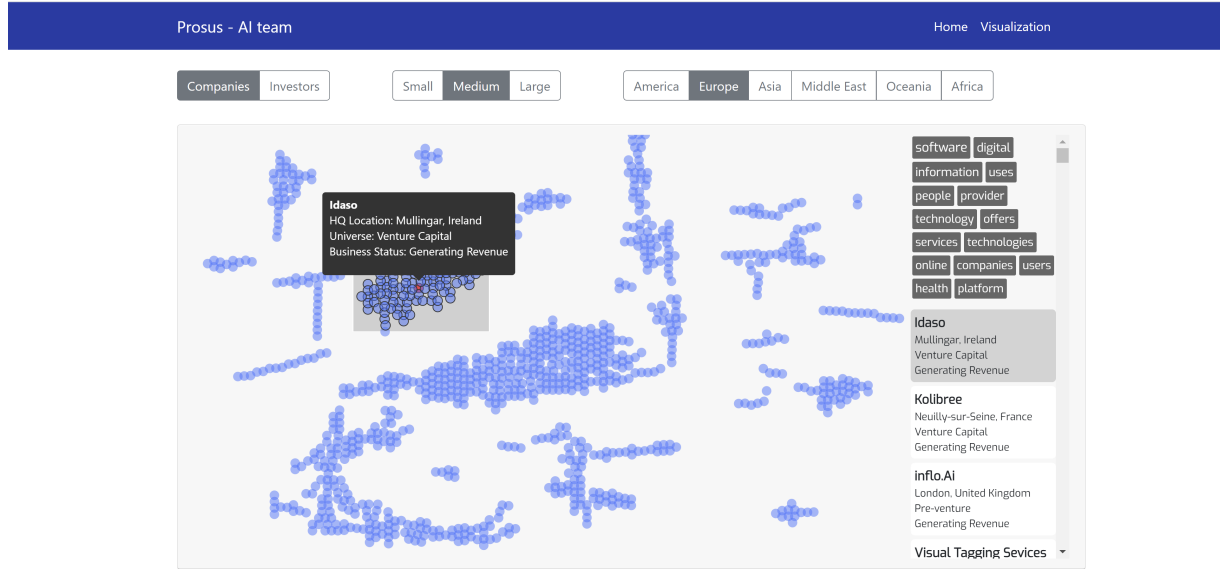 Prosus - AI team
Home Visualization
Companies Investors
Small Medium Large
America Europe Asia Middle East Oceania Africa
Idaso
HQ Location: Mullingar, Ireland
Universe: Venture Capital
Business Status: Generating Revenue
software digital
information uses
people provider
technology offers
services technologies
online companies users
health platform
Idaso
Mullingar, Ireland
Venture Capital
Generating Revenue
Kolibree
Neuilly-sur-Seine, France
Venture Capital
Generating Revenue
inflo.Ai
London, United Kingdom
Pre-venture
Generating Revenue
Visual Tagging Sevices